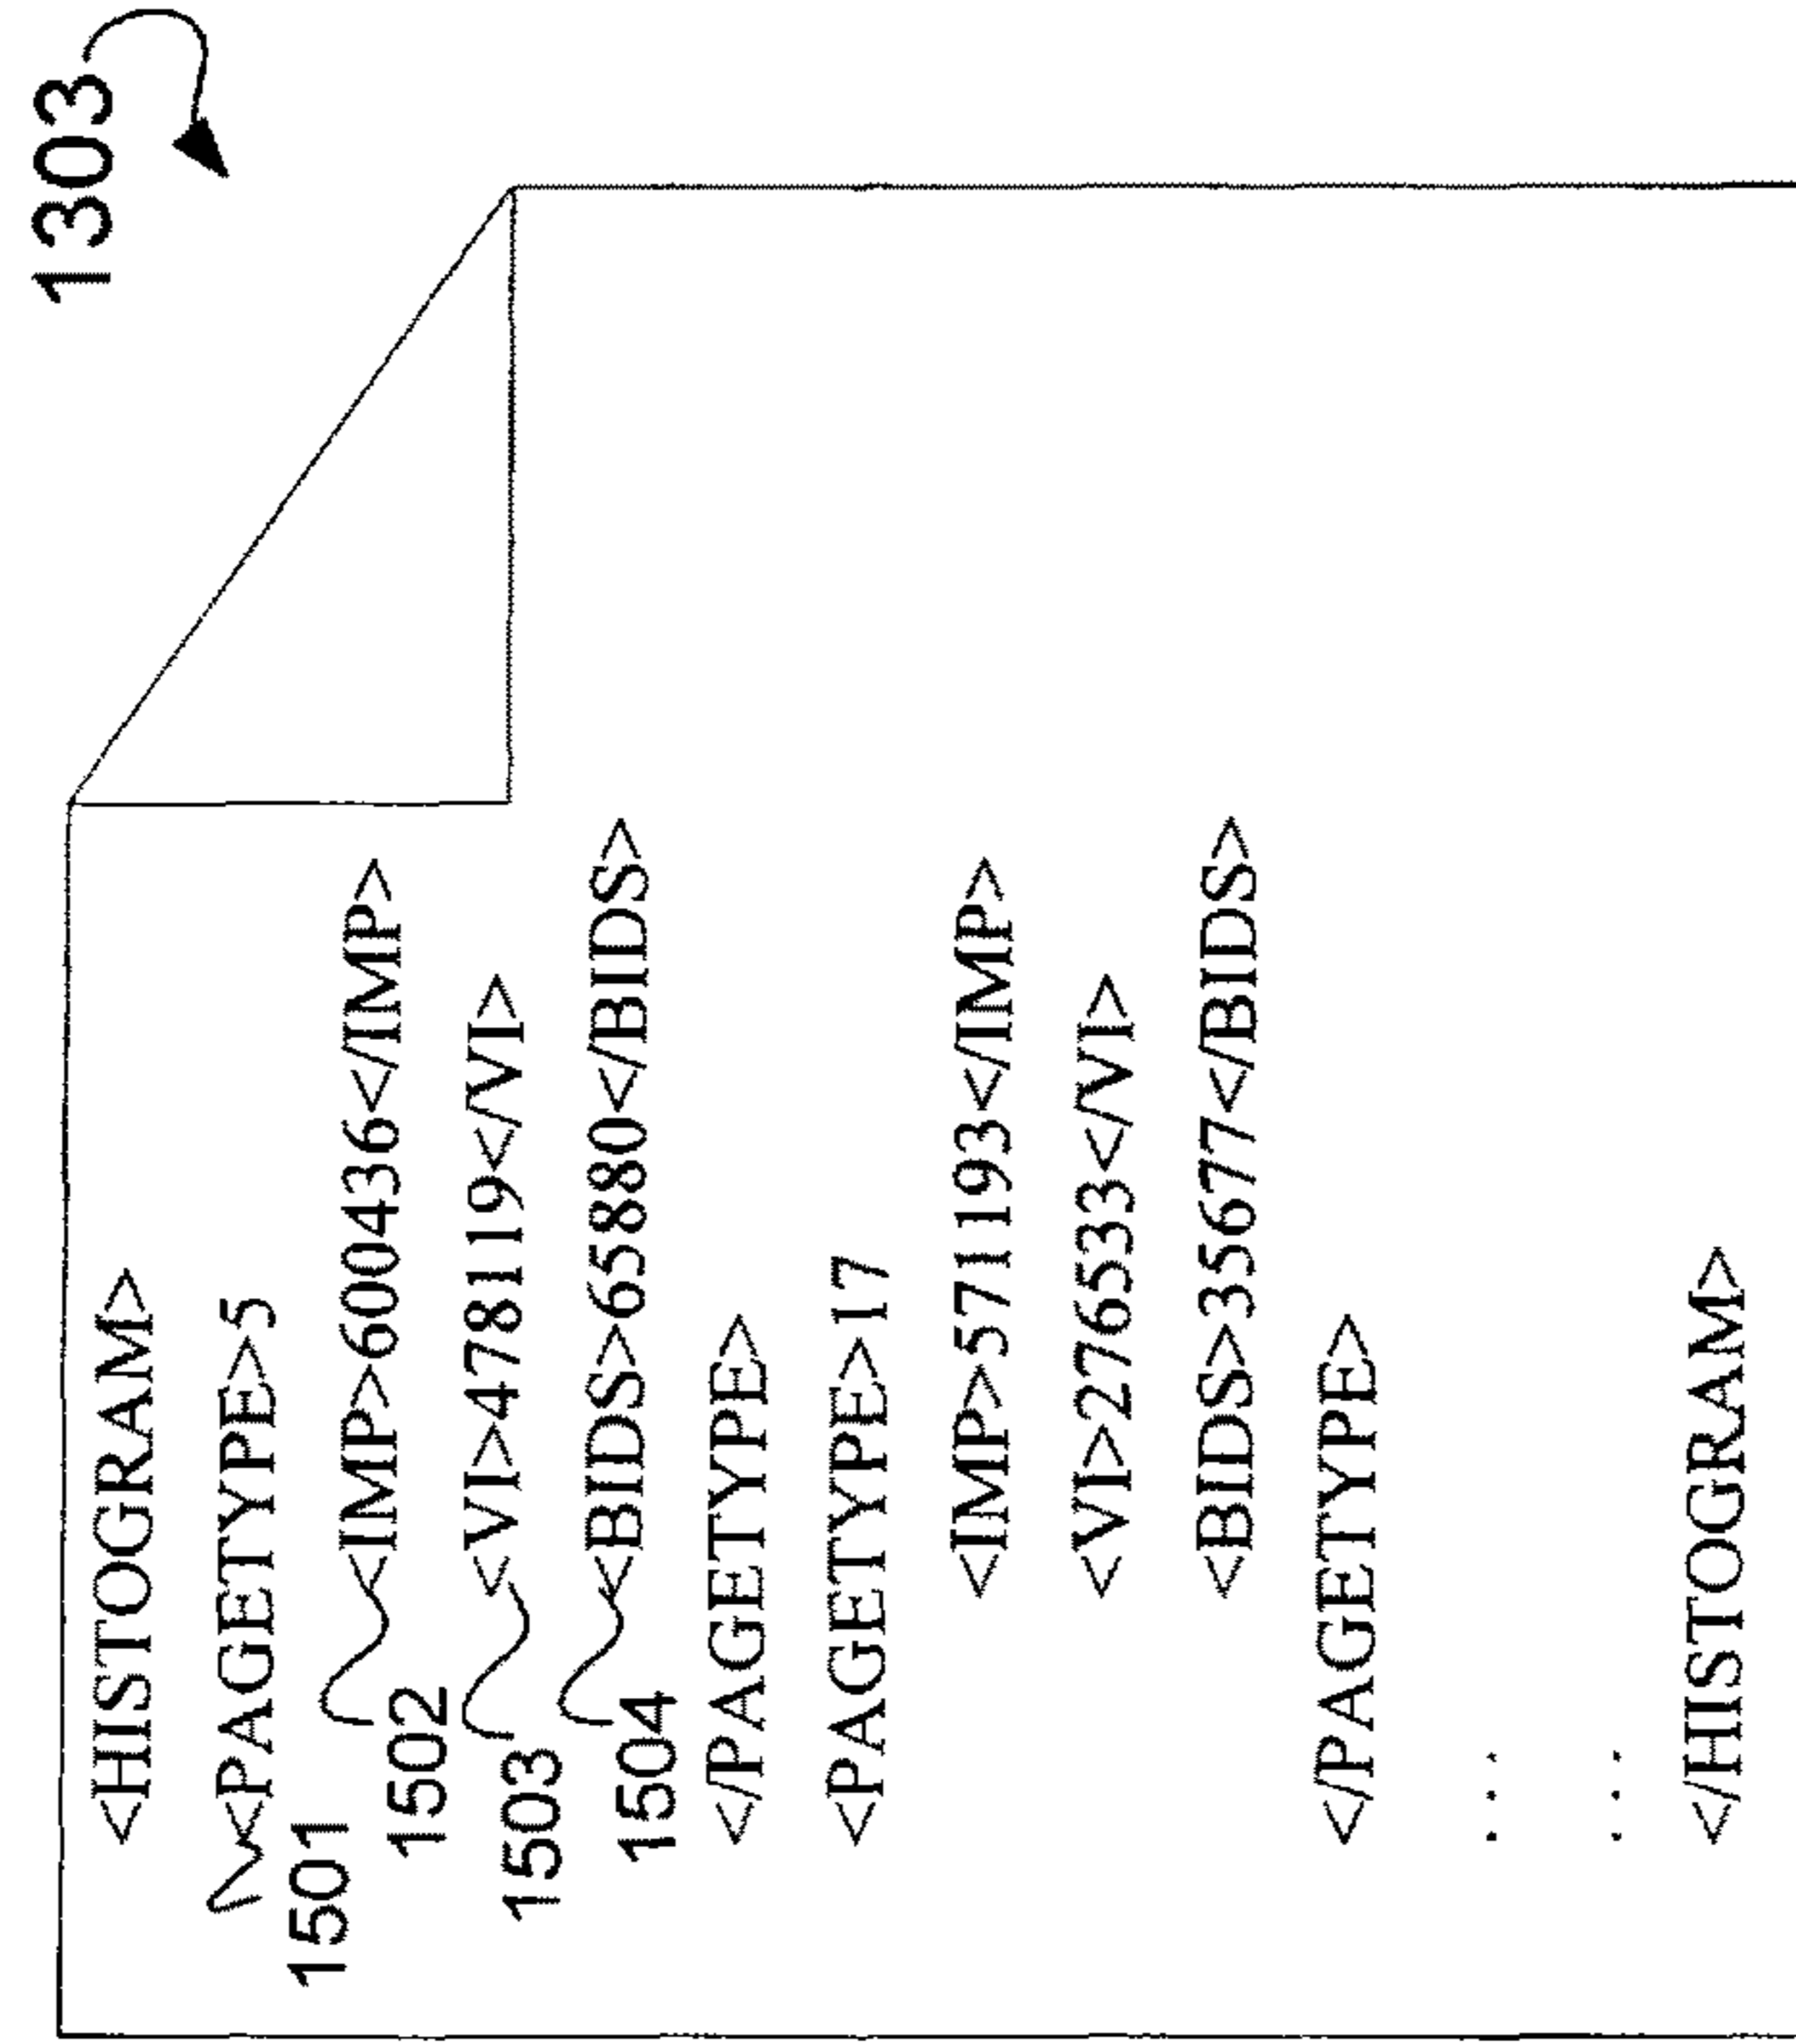 1303
<HISTOGRAM>
<PAGETYPE>5
1501
<IMP>600436</IMP>
1502
<VI>478119</VI>
1503
<BIDS>65880</BIDS>
1504
</PAGETYPE>
<PAGETYPE>17
<IMP>571193</IMP>
<VI>276533</VI>
<BIDS>35677</BIDS>
</PAGETYPE>
. . .
. . .
</HISTOGRAM>